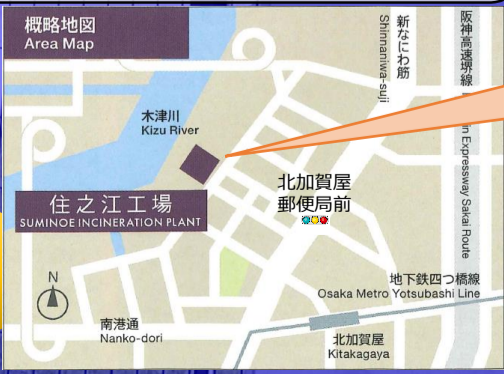 概略地図
Area Map
新なにわ筋
Shinnaniwa-suji
阪神高速堺線
in Expressway Sakai Route
木津川
Kizu River
住之江工場
SUMINOE INCINERATION PLANT
北加賀屋
郵便局前
N
地下鉄四つ橋線
Osaka Metro Yotsubashi Line
南港通
Nanko-dori
北加賀屋
Kitakagaya